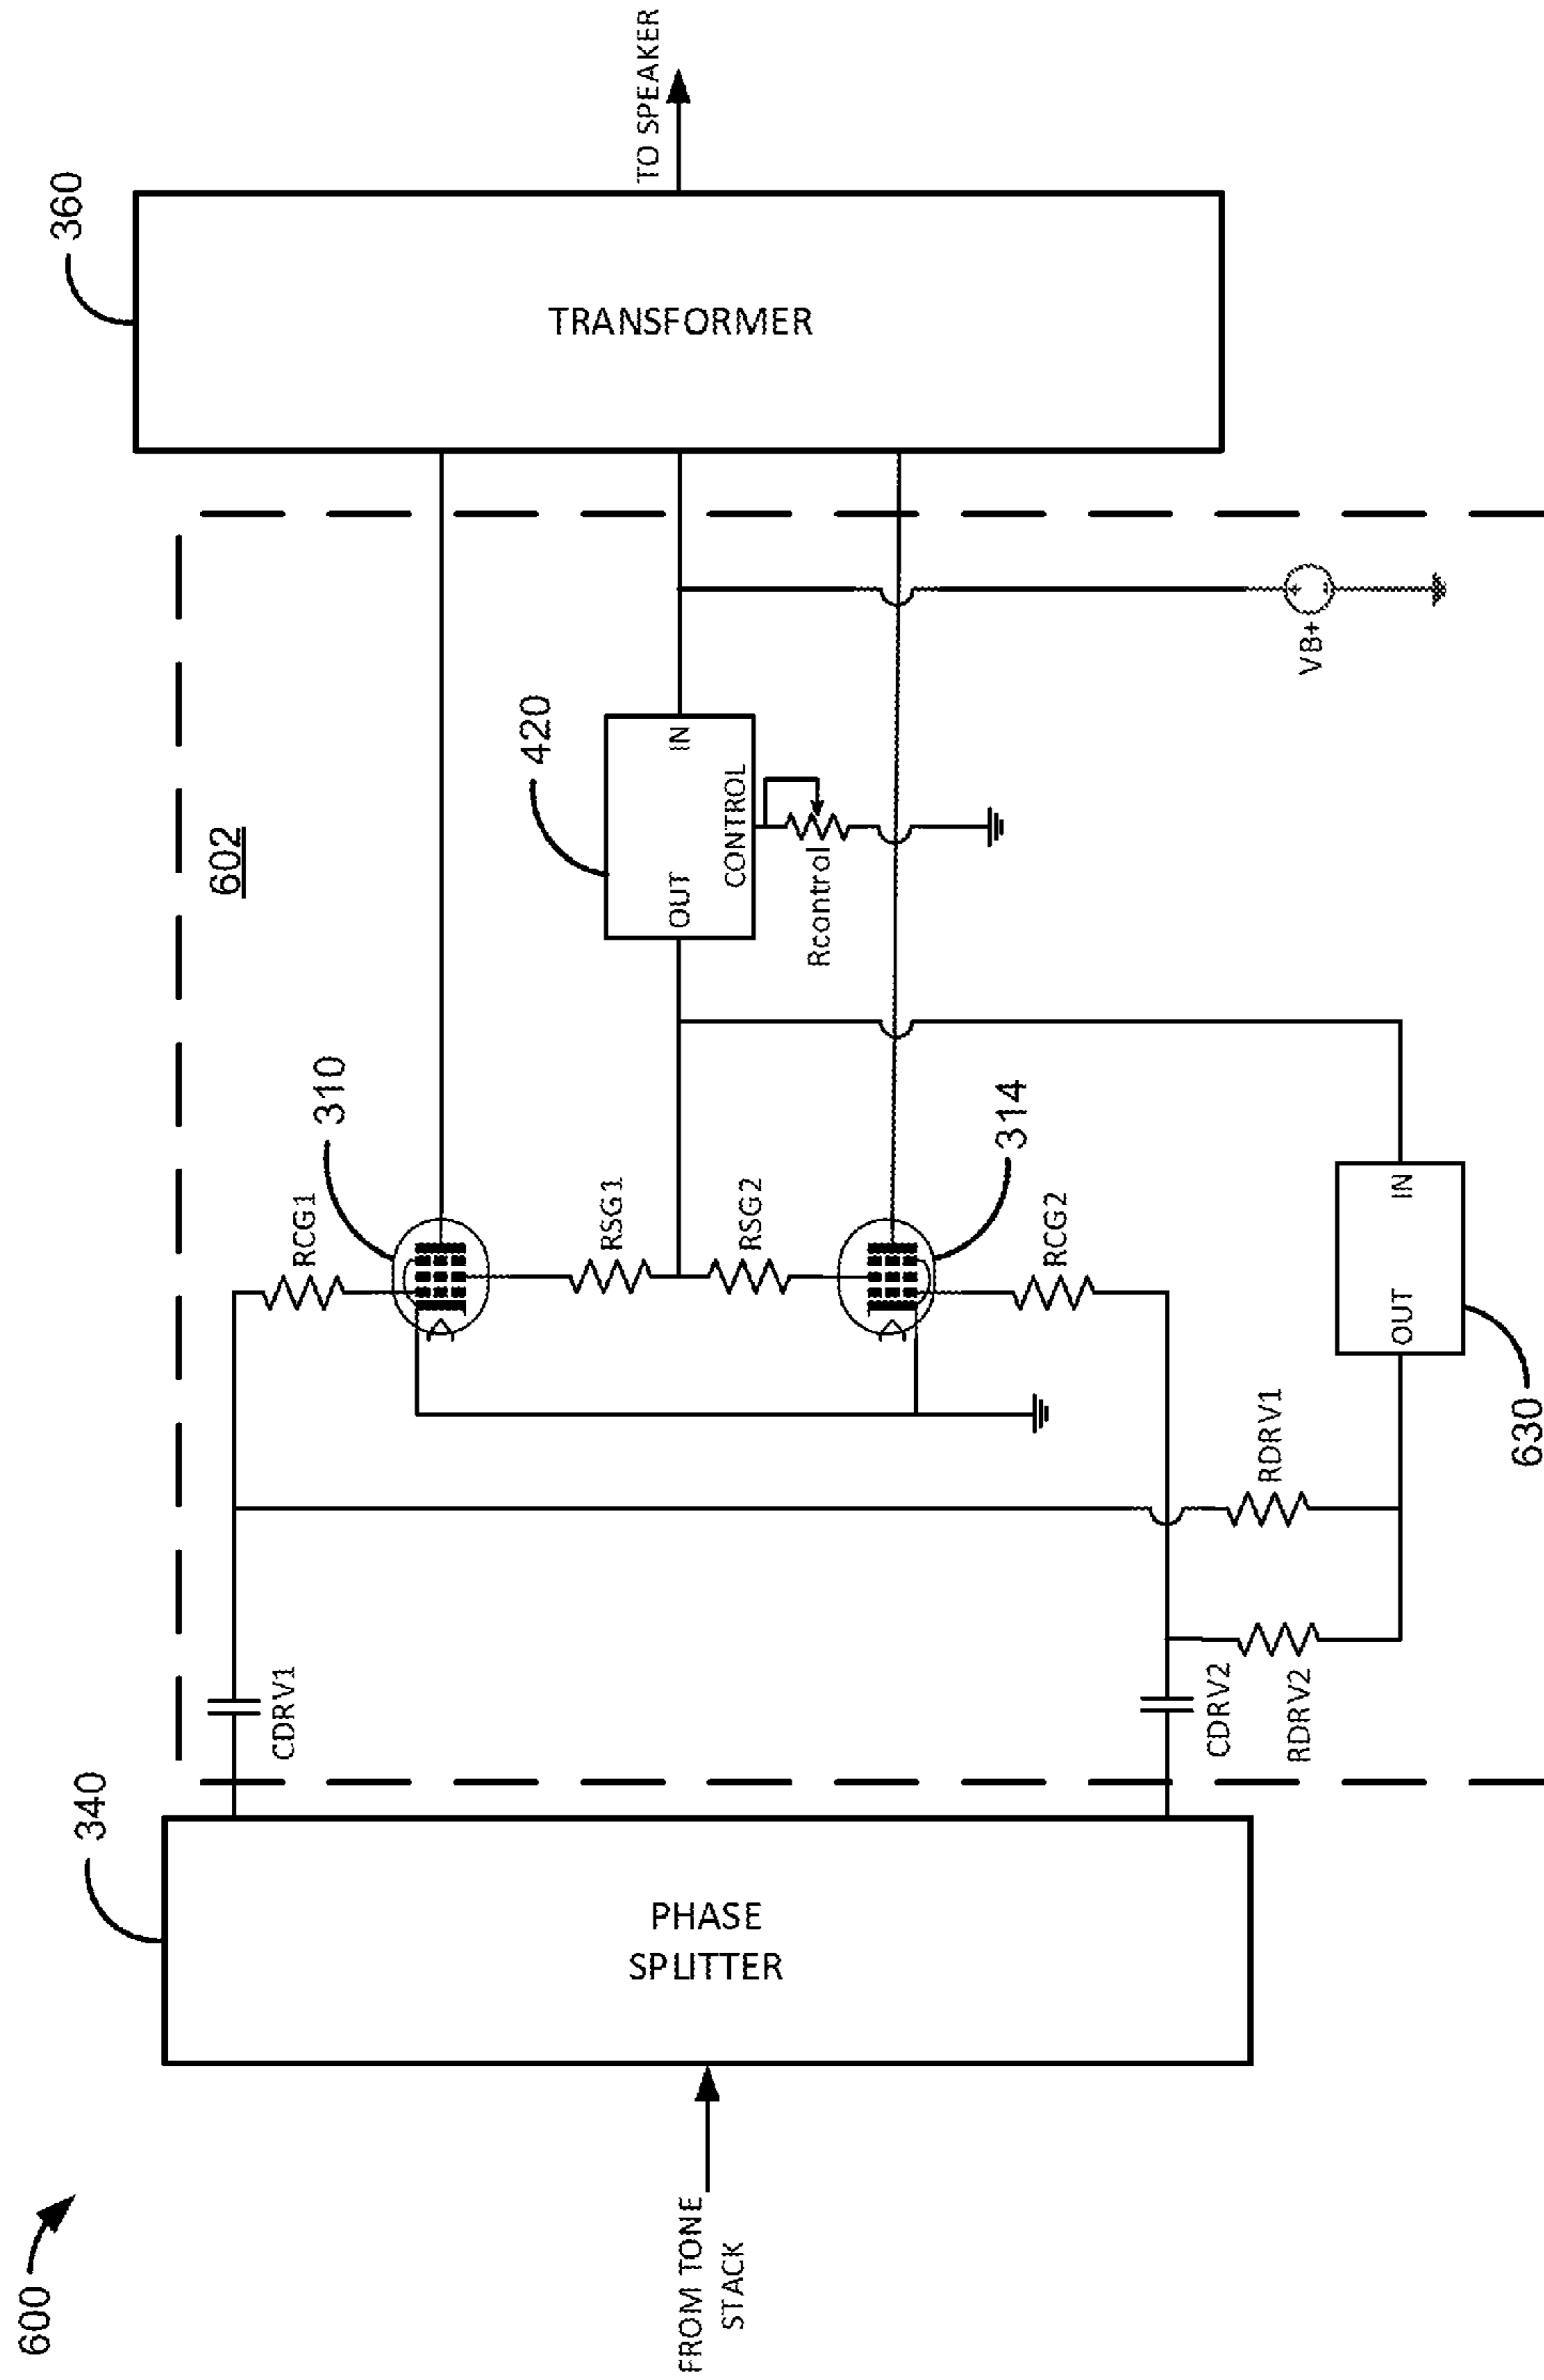 600
FROM TONE
STACK
340
PHASE
SPLITTER
602
CDRV1
CDRV2
RDRV2
RDRV1
RCG1
310
RSG1
RSG2
314
RCG2
OUT
IN
630
420
OUT
IN
CONTROL
Rcontrol
VB+
360
TRANSFORMER
TO SPEAKER